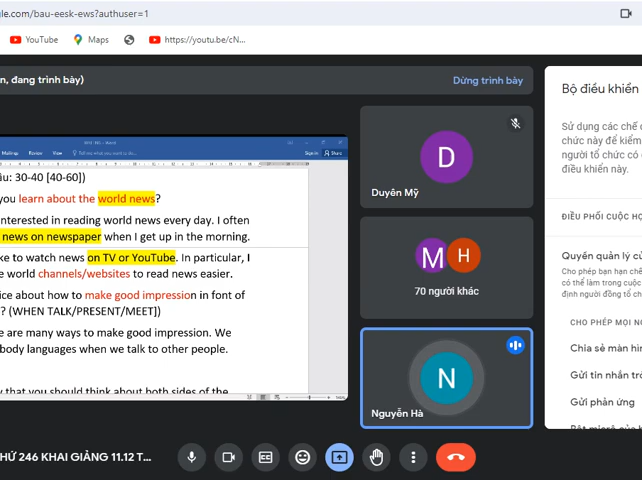 le.com/bau-eesk-ews?authuser=1
YouTube
Maps
https://youtu.be/cN...
n, đang trình bày)
Dừng trình bày
Bộ điều khiển
Sử dụng các chế
chức này để kiểm
người tổ chức có
điều khiển này.
ĐIỀU PHỐI CUỘC HỌ
Quyền quản lý cu
Cho phép bạn hạn chế
có thể làm trong cuộc
định người đồng tổ ch
CHO PHÉP MỌI N
Chia sẻ màn hìn
Gửi tin nhắn trò
Gửi phản ứng
Mailings Review View
Sign in Share
âu: 30-40 [40-60])
you learn about the world news?
interested in reading world news every day. I often
news on newspaper when I get up in the morning.
ke to watch news on TV or YouTube. In particular, I
e world channels/websites to read news easier.
ice about how to make good impression in font of
? (WHEN TALK/PRESENT/MEET])
e are many ways to make good impression. We
body languages when we talk to other people.
y that you should think about both sides of the
D
Duyên Mỹ
M H
70 người khác
N
Nguyễn Hà
HỨ 246 KHAI GIẢNG 11.12 T...